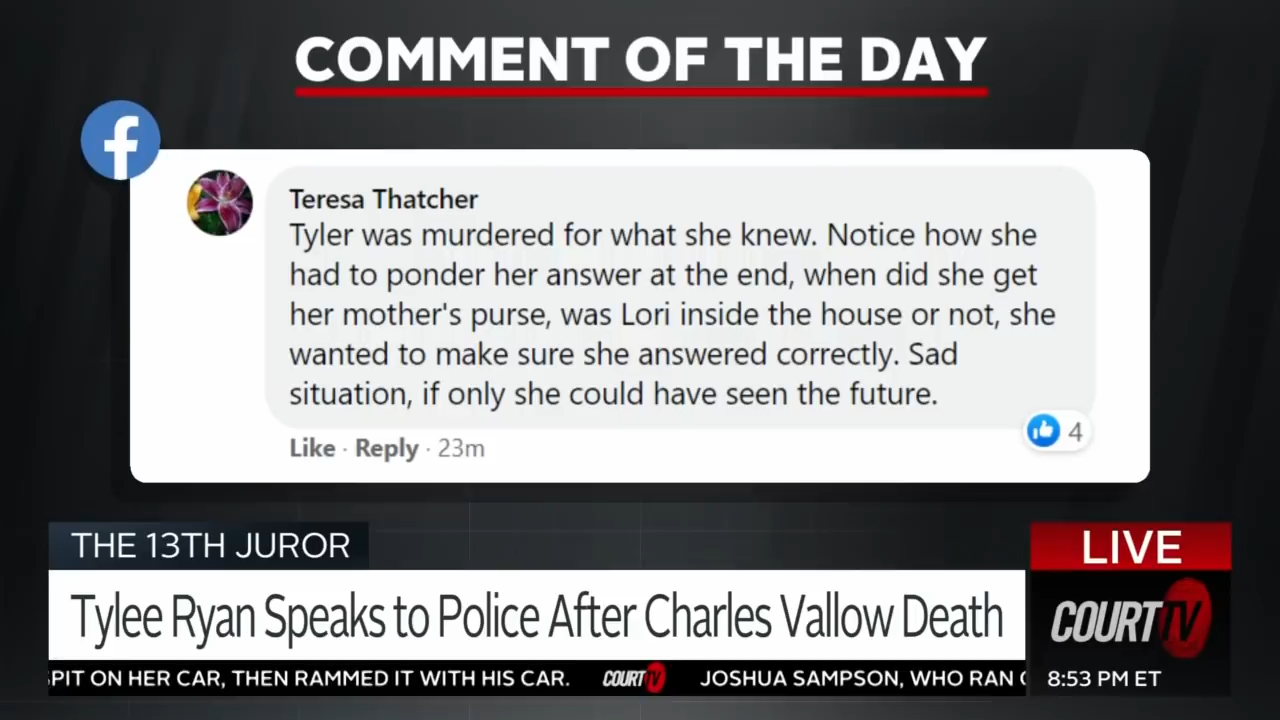 COMMENT OF THE DAY
Teresa Thatcher
Tyler was murdered for what she knew. Notice how she
had to ponder her answer at the end, when did she get
her mother's purse, was Lori inside the house or not, she
wanted to make sure she answered correctly. Sad
situation, if only she could have seen the future.
4
Like · Reply · 23m
THE 13TH JUROR
LIVE
Tylee Ryan Speaks to Police After Charles Vallow Death
COURT TV
SPIT ON HER CAR, THEN RAMMED IT WITH HIS CAR. COURT TV JOSHUA SAMPSON, WHO RAN
8:53 PM ET